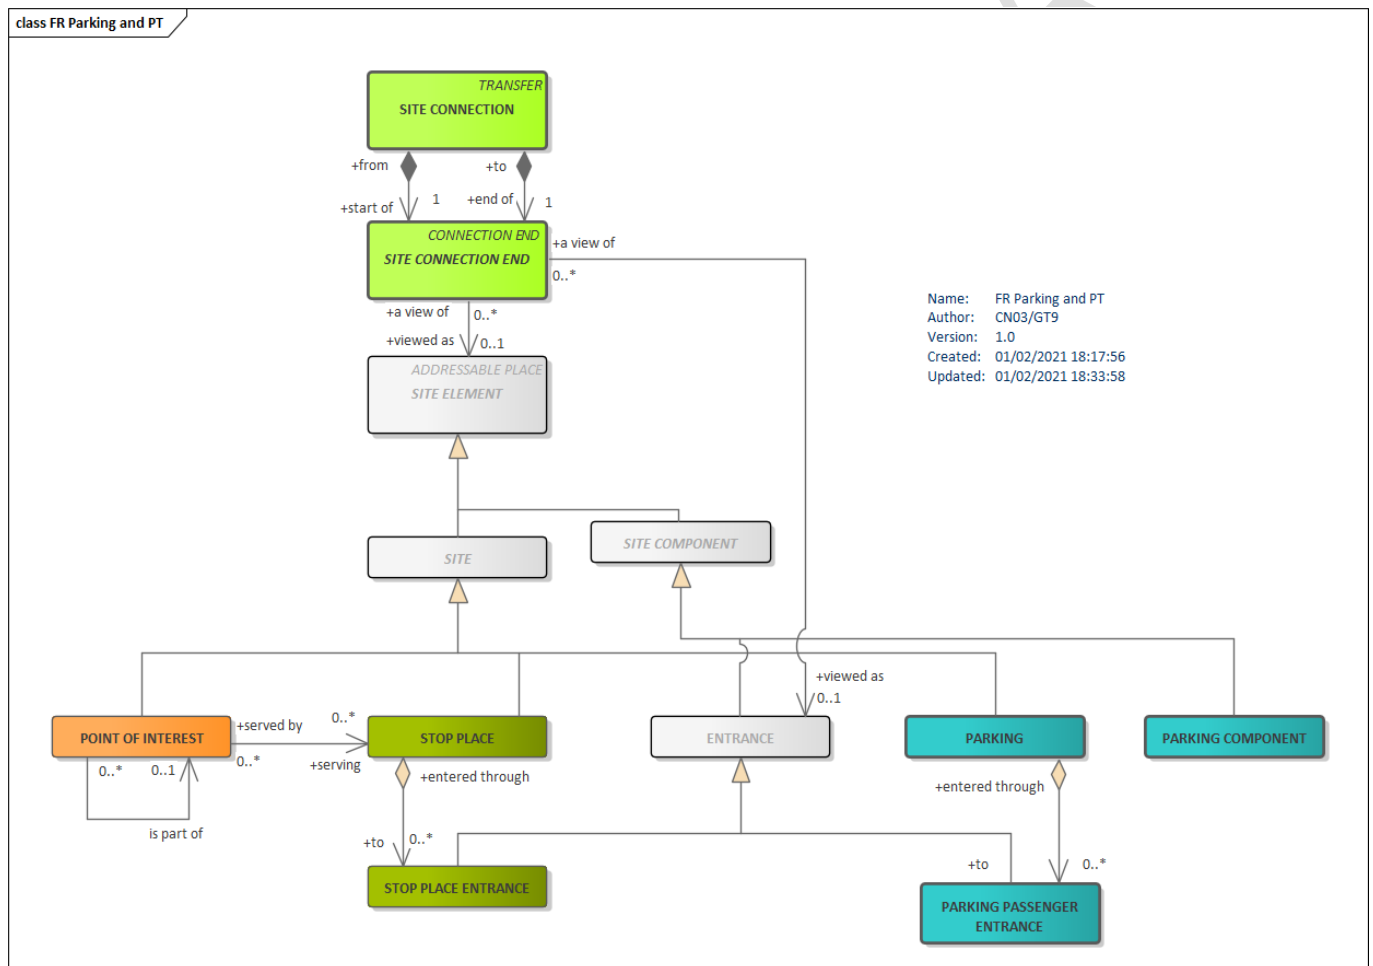 class FR Parking and PT
TRANSFER
SITE CONNECTION
+from
+to
+start of
1
+end of
1
CONNECTION END
SITE CONNECTION END
+a view of
0..*
+a view of
0..*
+viewed as
0..1
Name: FR Parking and PT
Author: CN03/GT9
Version: 1.0
Created: 01/02/2021 18:17:56
Updated: 01/02/2021 18:33:58
ADDRESSABLE PLACE
SITE ELEMENT
SITE
SITE COMPONENT
+viewed as
0..1
POINT OF INTEREST
+served by
0..*
0..*
+serving
STOP PLACE
ENTRANCE
PARKING
PARKING COMPONENT
0..*
0..1
is part of
+entered through
+entered through
+to
0..*
+to
0..*
STOP PLACE ENTRANCE
PARKING PASSENGER
ENTRANCE